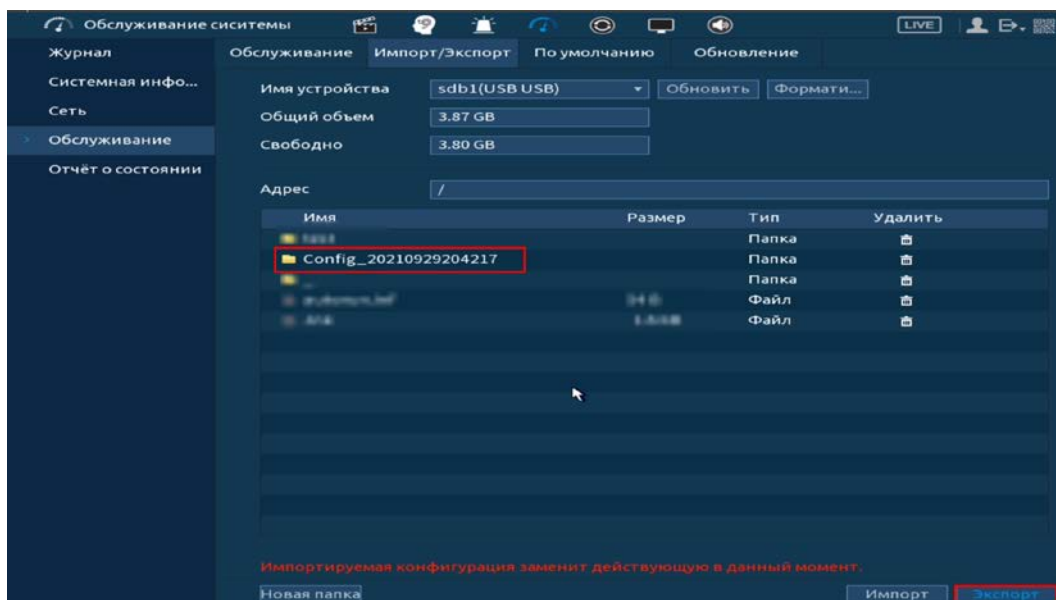 Обслуживание сиситемы LIVE
Журнал
Системная инфо...
Сеть
Обслуживание
Отчёт о состоянии
Обслуживание Импорт/Экспорт По умолчанию Обновление
Имя устройства sdb1(USB USB) Обновить Формати...
Общий объем 3.87 GB
Свободно 3.80 GB
Адрес /
Имя Размер Тип Удалить
Папка
Config_20210929204217 Папка
Папка
Файл
Файл
Импортируемая конфигурация заменит действующую в данный момент.
Новая папка Импорт Экспорт